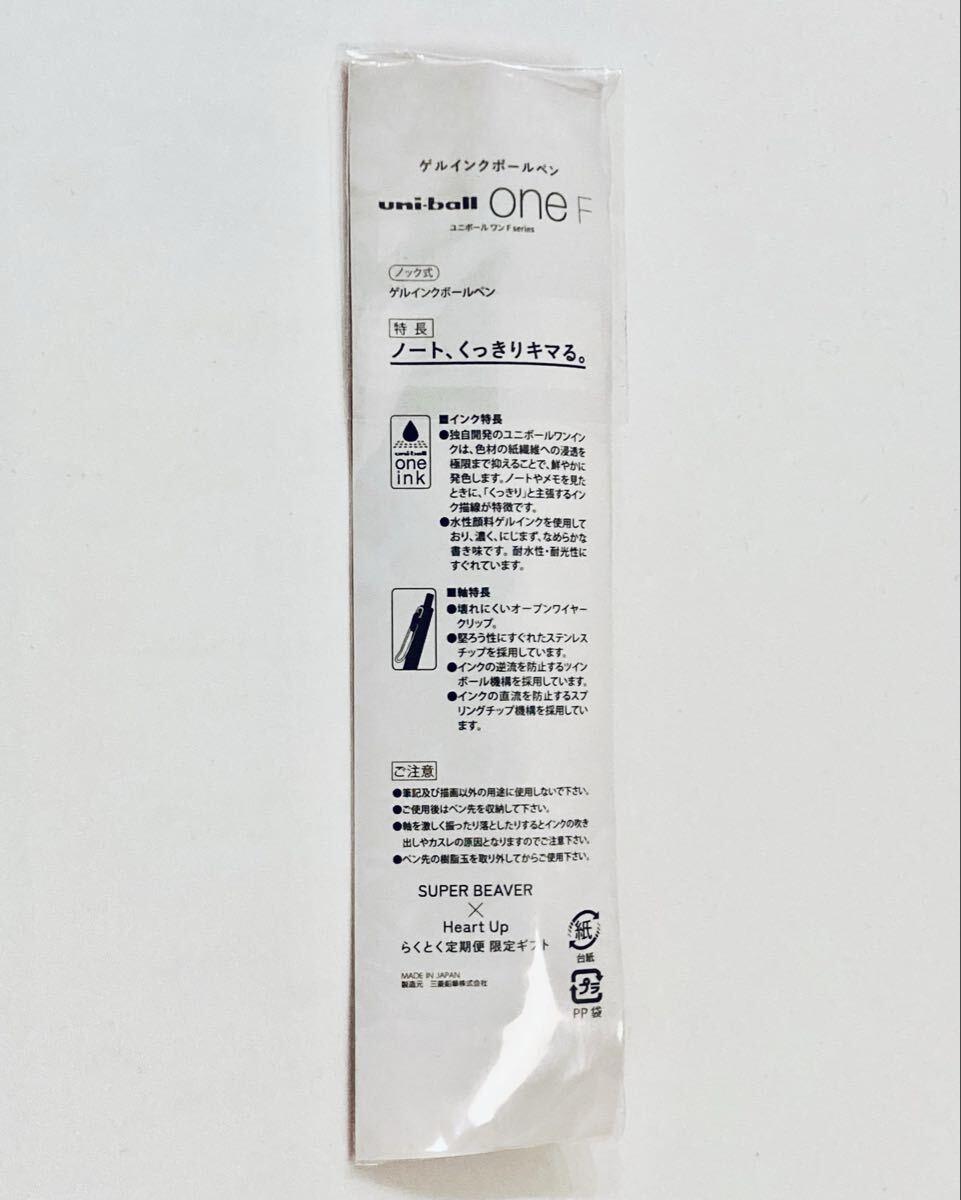 ゲルインクボールペン
uni-ball one F
ユニボール ワン F series
ノック式
ゲルインクボールペン
特長
ノート、くっきりキマる。
uni-ball
one
ink
■インク特長
●独自開発のユニボールワンイン
クは、色材の紙繊維への浸透を
極限まで抑えることで、鮮やかに
発色します。ノートやメモを見た
ときに、「くっきり」と主張するイン
ク描線が特徴です。
●水性顔料ゲルインクを使用して
おり、濃く、にじまず、なめらかな
書き味です。耐水性・耐光性に
すぐれています。
■軸特長
●壊れにくいオープンワイヤー
クリップ。
●堅ろう性にすぐれたステンレス
チップを採用しています。
●インクの逆流を防止するツイン
ボール機構を採用しています。
●インクの直流を防止するスプ
リングチップ機構を採用してい
ます。
ご注意
●筆記及び描画以外の用途に使用しないで下さい。
●ご使用後はペン先を収納して下さい。
●軸を激しく振ったり落としたりするとインクの吹き
出しやカスレの原因となりますのでご注意下さい。
●ペン先の樹脂玉を取り外してからご使用下さい。
SUPER BEAVER
×
Heart Up
らくとく定期便 限定ギフト
紙
台紙
MADE IN JAPAN
製造元 三菱鉛筆株式会社
プラ
PP 袋